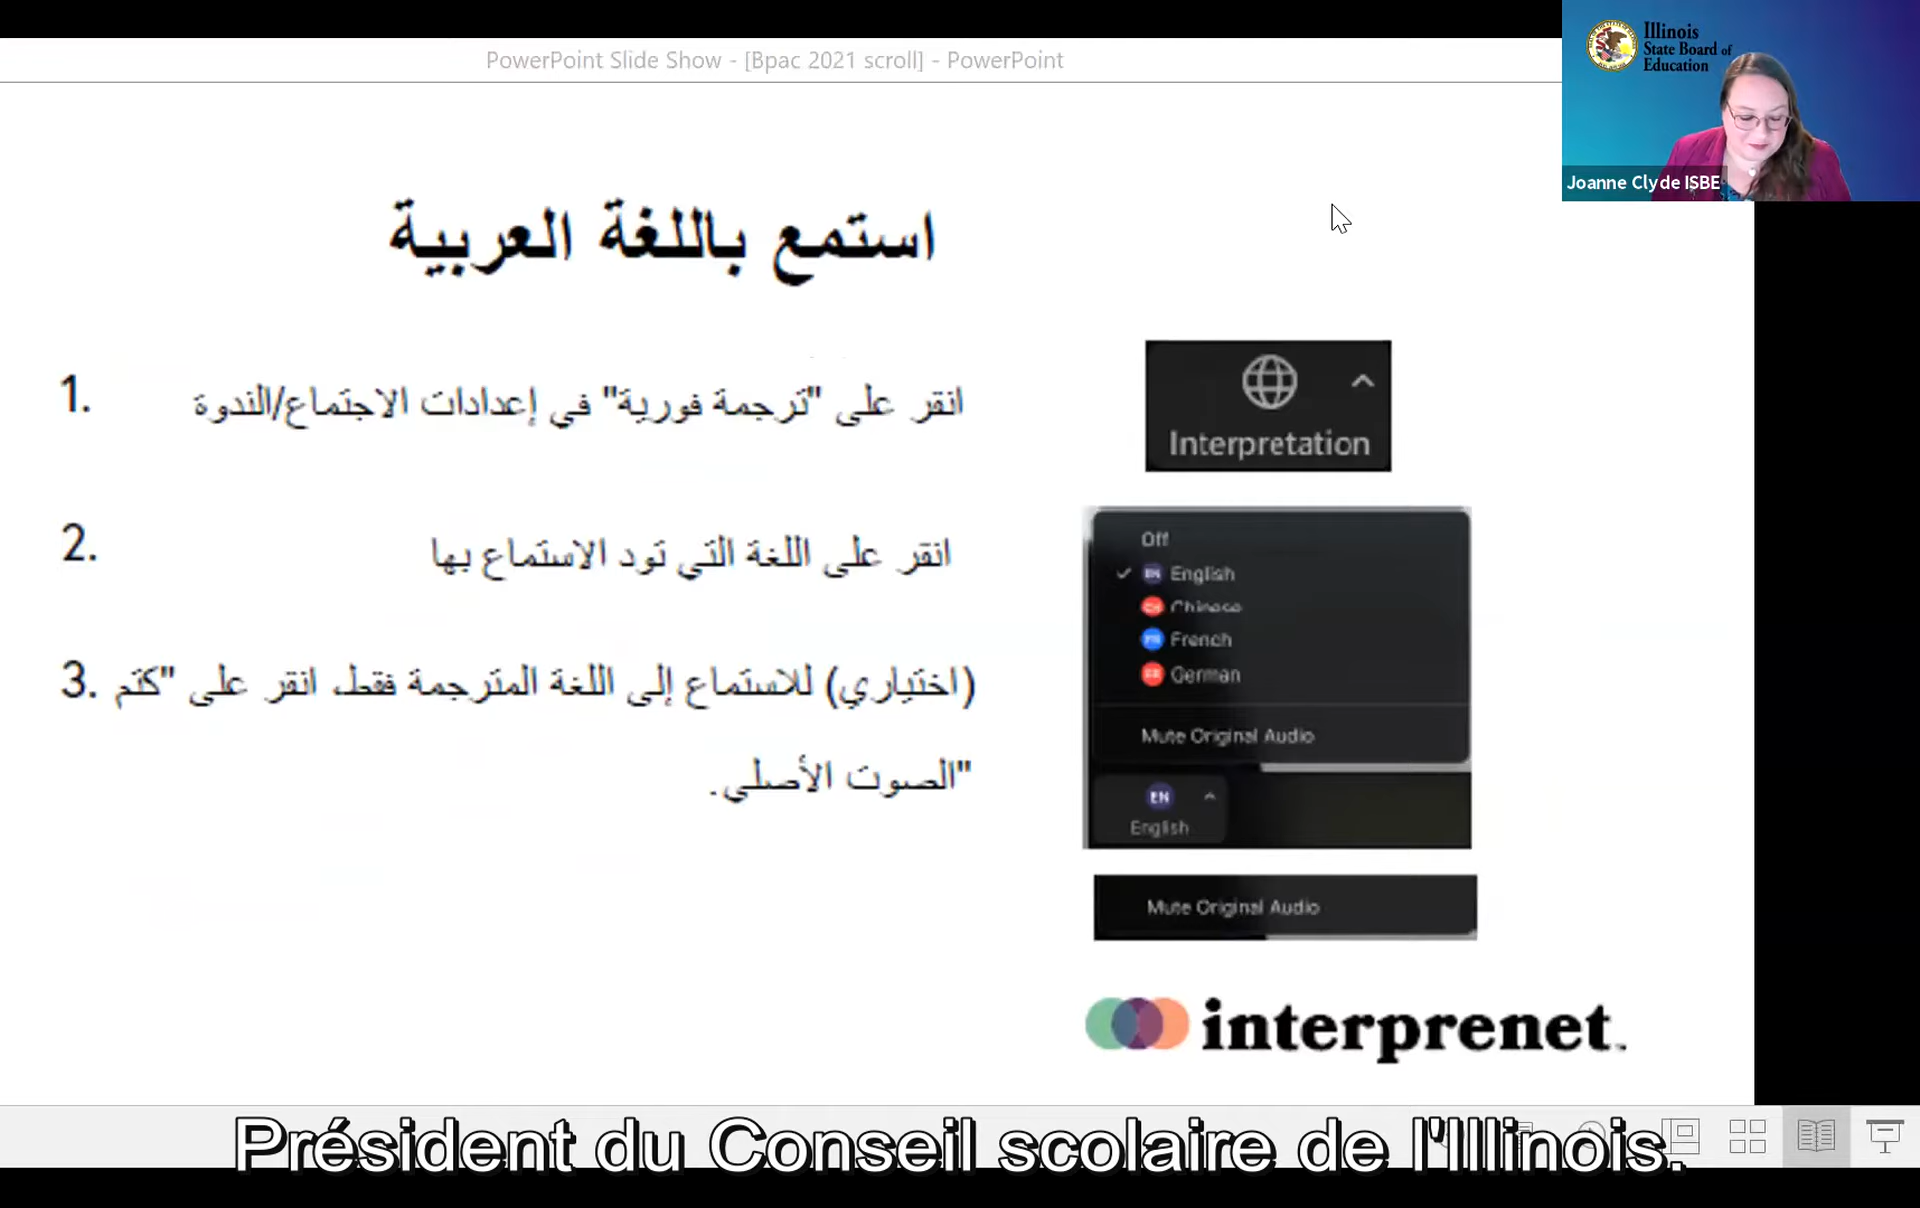 PowerPoint Slide Show - [Bpac 2021 scroll] - PowerPoint
Illinois
State Board of
Education
Joanne Clyde ISBE
استمع باللغة العربية
1. انقر على "ترجمة فورية" في إعدادات الاجتماع/الندوة
Interpretation
2. انقر على اللغة التي تود الاستماع بها
Off
EN English
Chinese
French
German
Mute Original Audio
EN
English
3. (اختياري) للاستماع إلى اللغة المترجمة فقط، انقر على "كتم
"الصوت الأصلي.
Mute Original Audio
interprenet
Président du Conseil scolaire de l'Illinois.